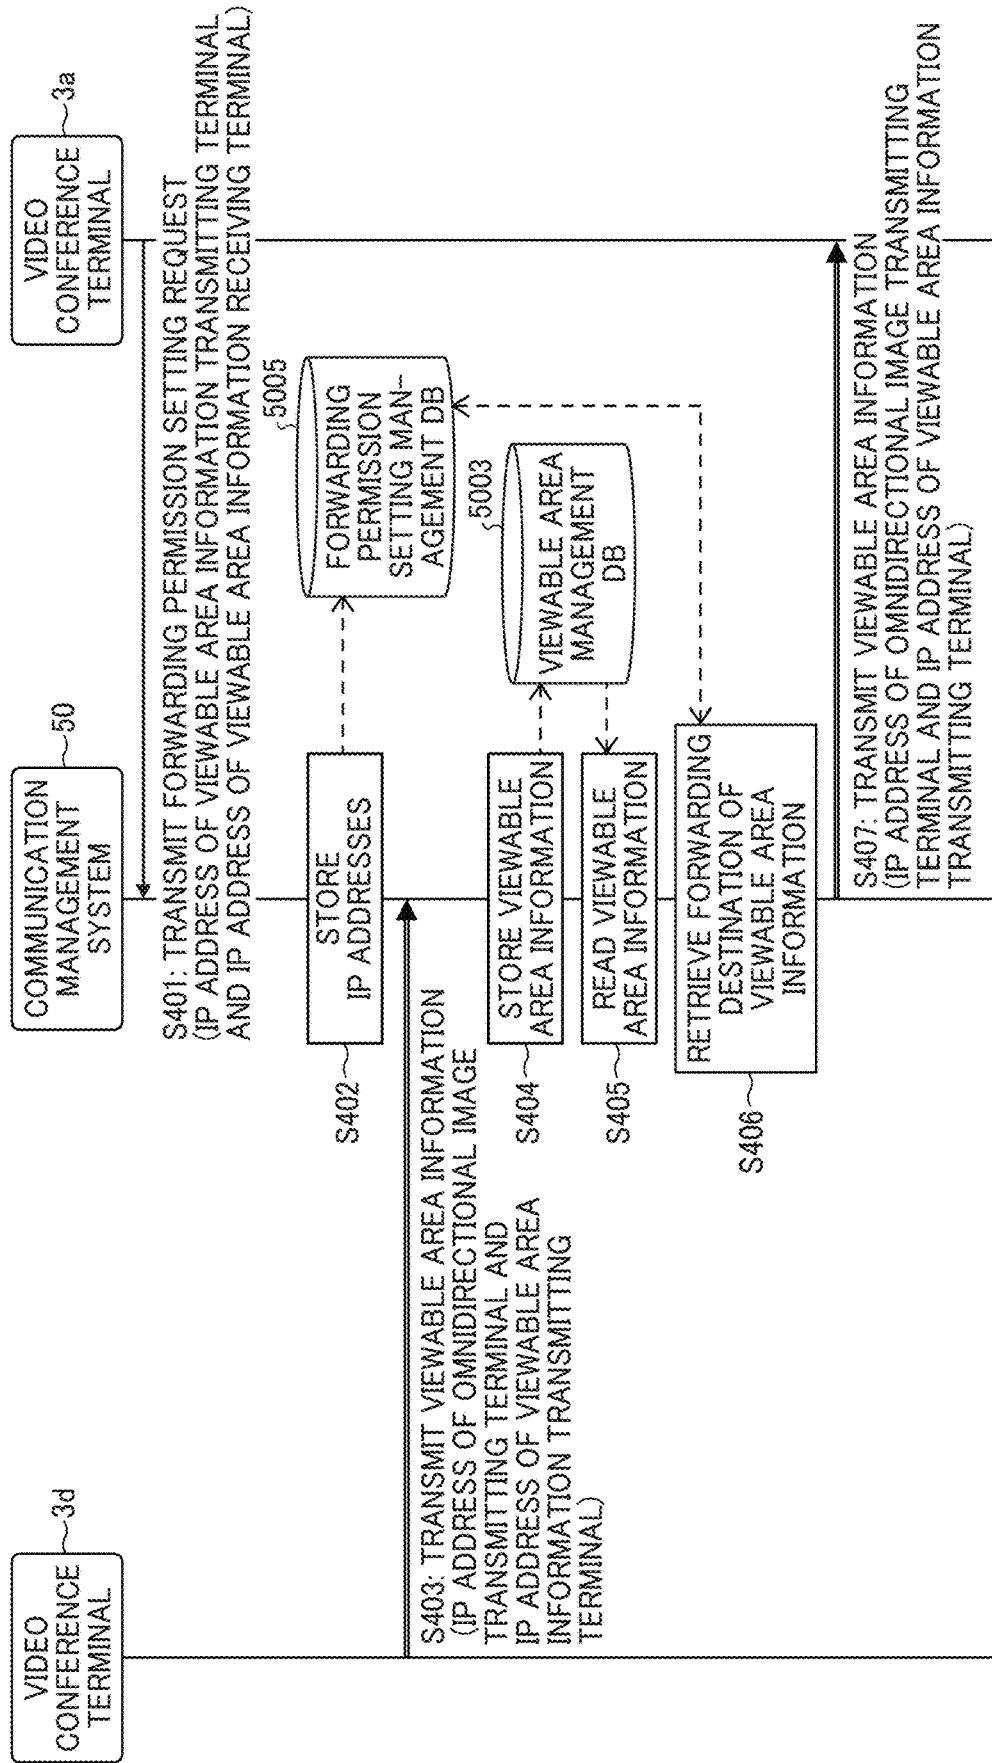 VIDEO
CONFERENCE
TERMINAL
3d
COMMUNICATION
MANAGEMENT
SYSTEM
50
VIDEO
CONFERENCE
TERMINAL
3a
S401: TRANSMIT FORWARDING PERMISSION SETTING REQUEST
(IP ADDRESS OF VIEWABLE AREA INFORMATION TRANSMITTING TERMINAL
AND IP ADDRESS OF VIEWABLE AREA INFORMATION RECEIVING TERMINAL)
S402
STORE
IP ADDRESSES
5005
FORWARDING
PERMISSION
SETTING MAN-
AGEMENT DB
S403: TRANSMIT VIEWABLE AREA INFORMATION
(IP ADDRESS OF OMNIDIRECTIONAL IMAGE
TRANSMITTING TERMINAL AND
IP ADDRESS OF VIEWABLE AREA
INFORMATION TRANSMITTING
TERMINAL)
S404
STORE VIEWABLE
AREA INFORMATION
5003
VIEWABLE AREA
MANAGEMENT
DB
S405
READ VIEWABLE
AREA INFORMATION
S406
RETRIEVE FORWARDING
DESTINATION OF
VIEWABLE AREA
INFORMATION
S407: TRANSMIT VIEWABLE AREA INFORMATION
(IP ADDRESS OF OMNIDIRECTIONAL IMAGE TRANSMITTING
TERMINAL AND IP ADDRESS OF VIEWABLE AREA INFORMATION
TRANSMITTING TERMINAL)